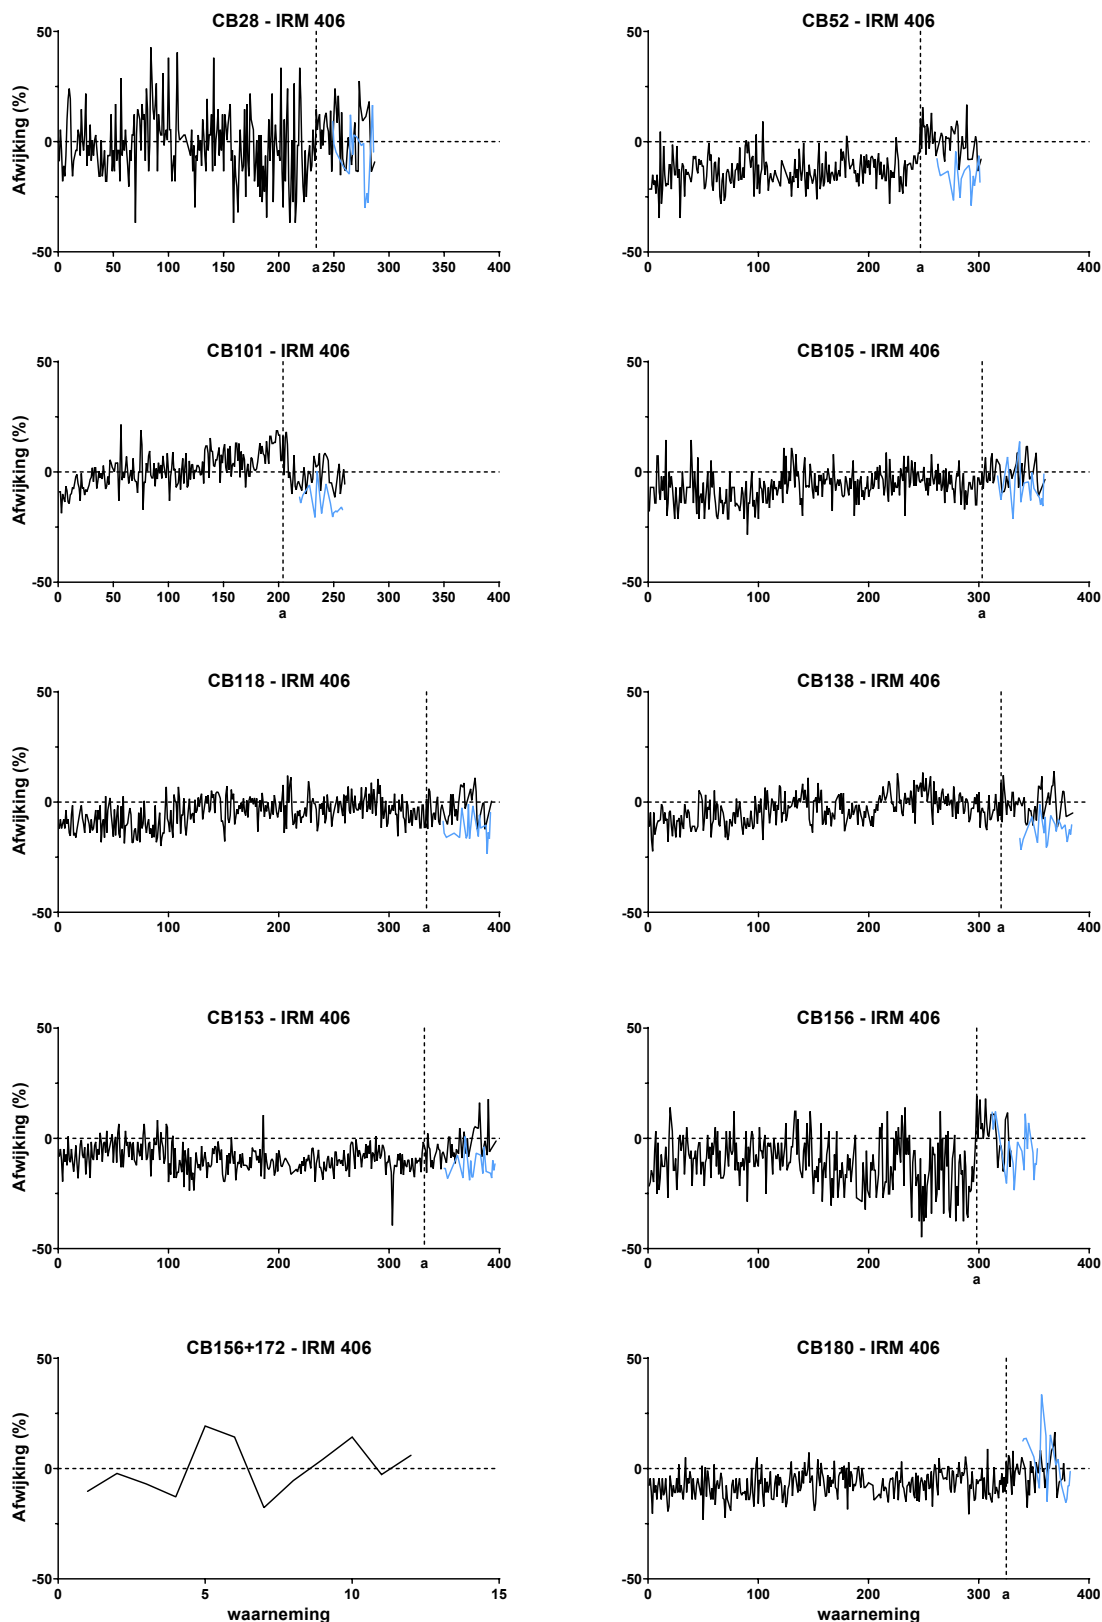 CB28 - IRM 406
CB52 - IRM 406
Afwijking (%)
50
0
-50
0 50 100 150 200 a 250 300 350 400
50
0
-50
0 100 200 a 300 400
CB101 - IRM 406
CB105 - IRM 406
Afwijking (%)
50
0
-50
0 50 100 150 200 250 300 350 400
a
50
0
-50
0 100 200 300 400
a
CB118 - IRM 406
CB138 - IRM 406
Afwijking (%)
50
0
-50
0 100 200 300 a 400
50
0
-50
0 100 200 300 a 400
CB153 - IRM 406
CB156 - IRM 406
Afwijking (%)
50
0
-50
0 100 200 300 a 400
50
0
-50
0 100 200 300 400
a
CB156+172 - IRM 406
CB180 - IRM 406
Afwijking (%)
50
0
-50
0 5 10 15
waarneming
50
0
-50
0 100 200 300 a 400
waarneming